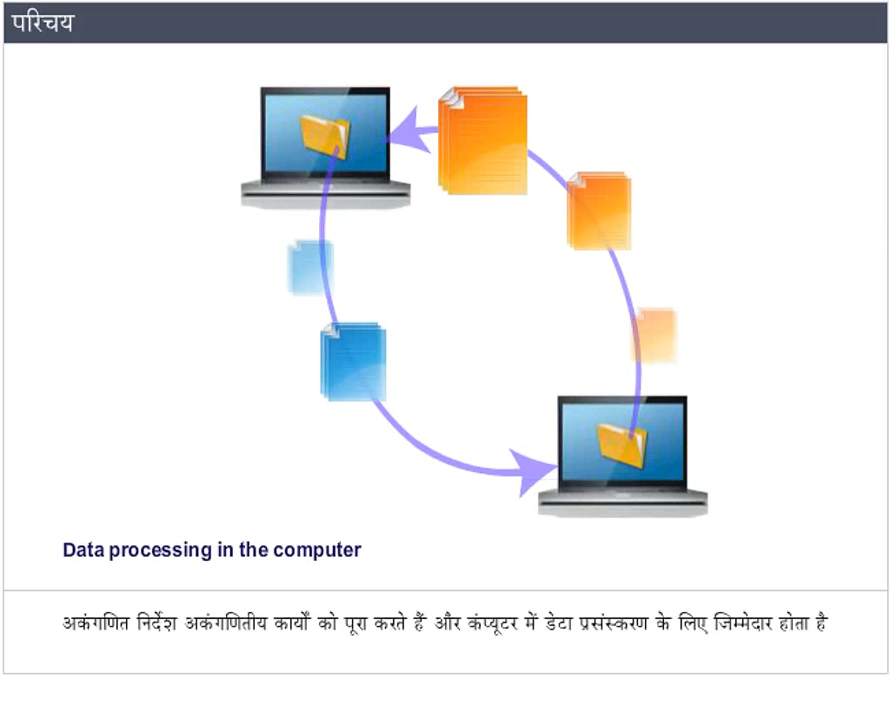 परिचय
Data processing in the computer
अकंगणित निर्देश अकंगणितीय कार्यों को पूरा करते हैं और कंप्यूटर में डेटा प्रसंस्करण के लिए जिम्मेदार होता है